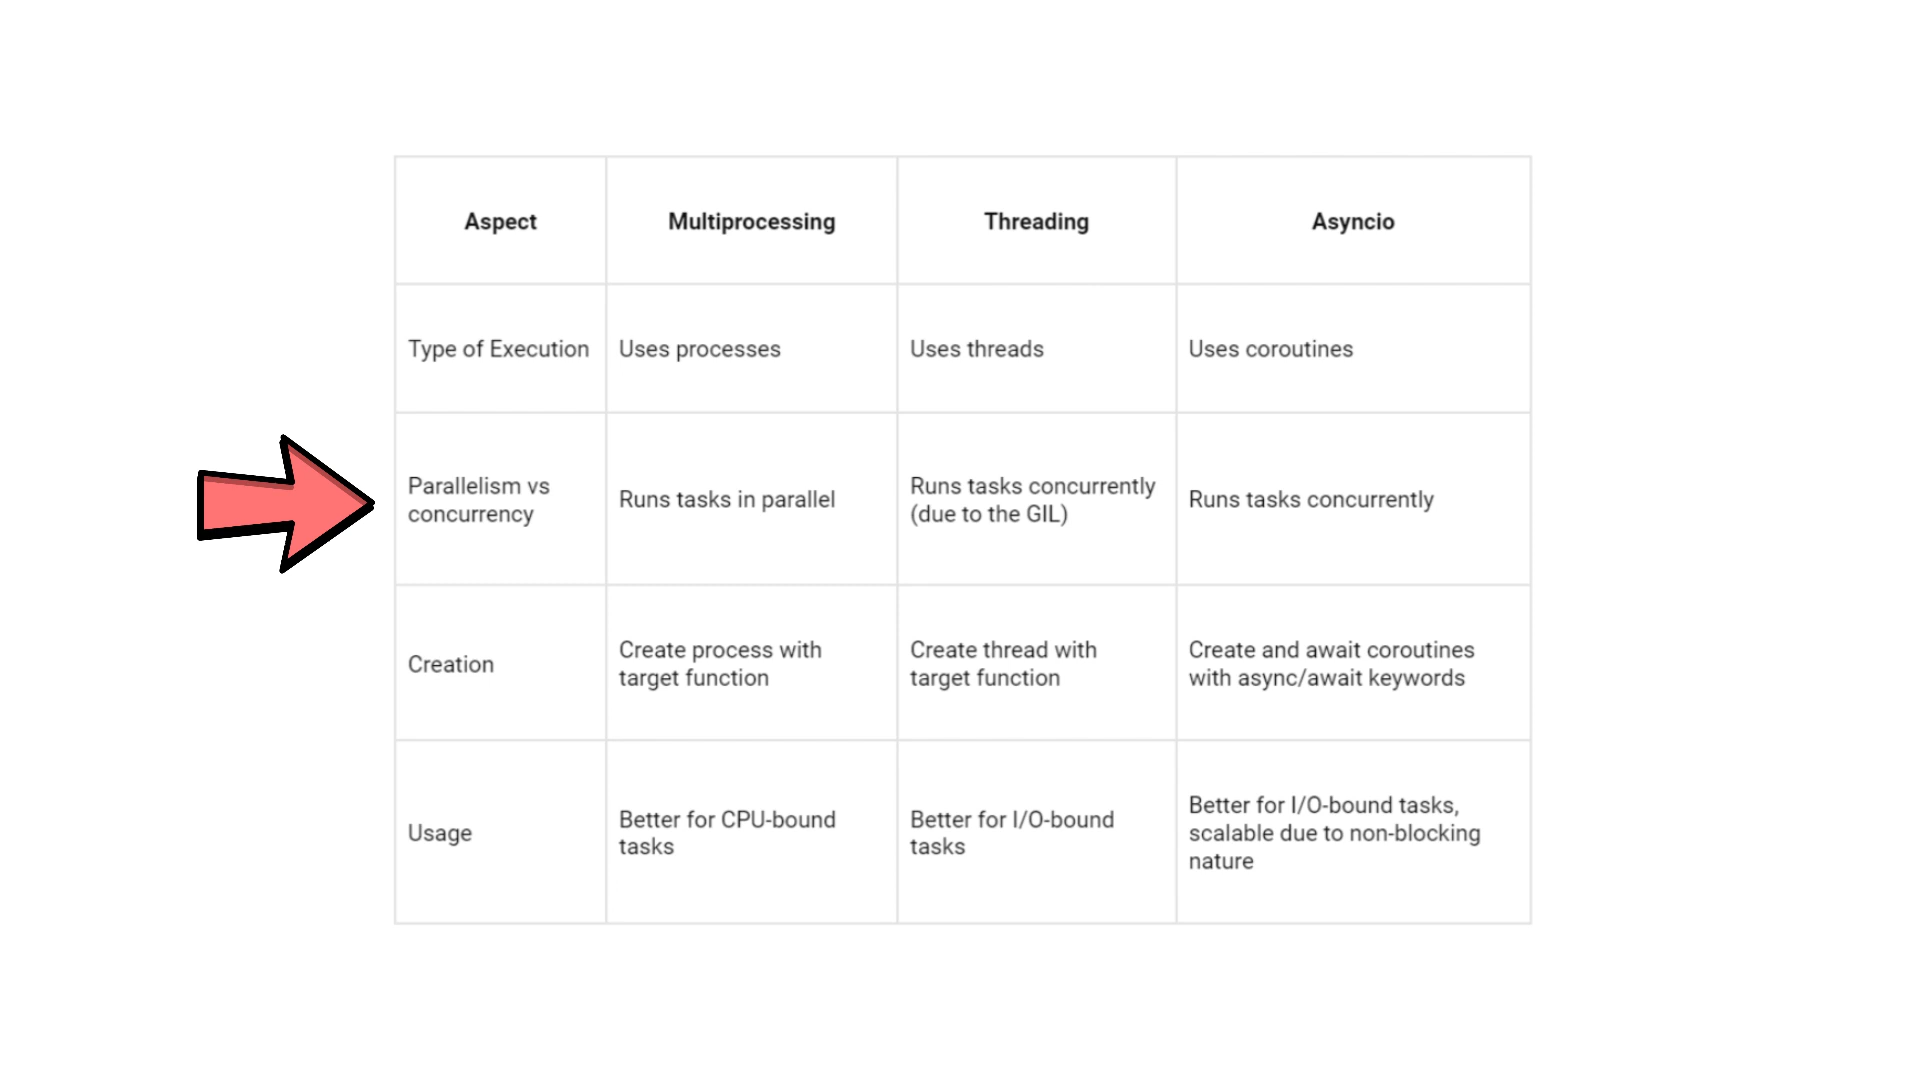 Aspect
Multiprocessing
Threading
Asyncio
Type of Execution
Uses processes
Uses threads
Uses coroutines
Parallelism vs
concurrency
Runs tasks in parallel
Runs tasks concurrently
(due to the GIL)
Runs tasks concurrently
Creation
Create process with
target function
Create thread with
target function
Create and await coroutines
with async/await keywords
Usage
Better for CPU-bound
tasks
Better for I/O-bound
tasks
Better for I/O-bound tasks,
scalable due to non-blocking
nature